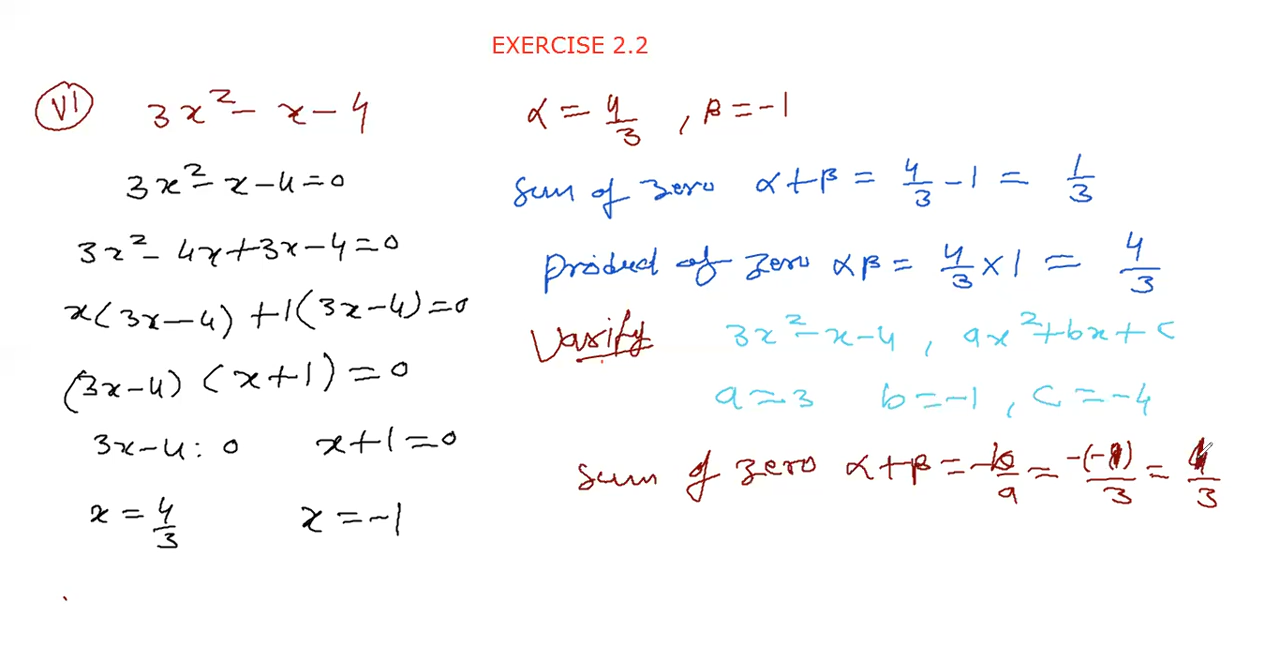 EXERCISE 2.2
VI 3x² - x - 4
3x² - x - 4 = 0
3x² - 4x + 3x - 4 = 0
x(3x - 4) + 1(3x - 4) = 0
(3x - 4) (x + 1) = 0
3x - 4 : 0 x + 1 = 0
x = 4/3 x = -1
α = 4/3 , β = -1
Sum of zero α + β = 4/3 - 1 = 1/3
product of zero αβ = 4/3 × 1 = 4/3
Varify 3x² - x - 4 , ax² + bx + c
a = 3 b = -1 , c = -4
Sum of zero α + β = -b/a = -(-1)/3 = /3